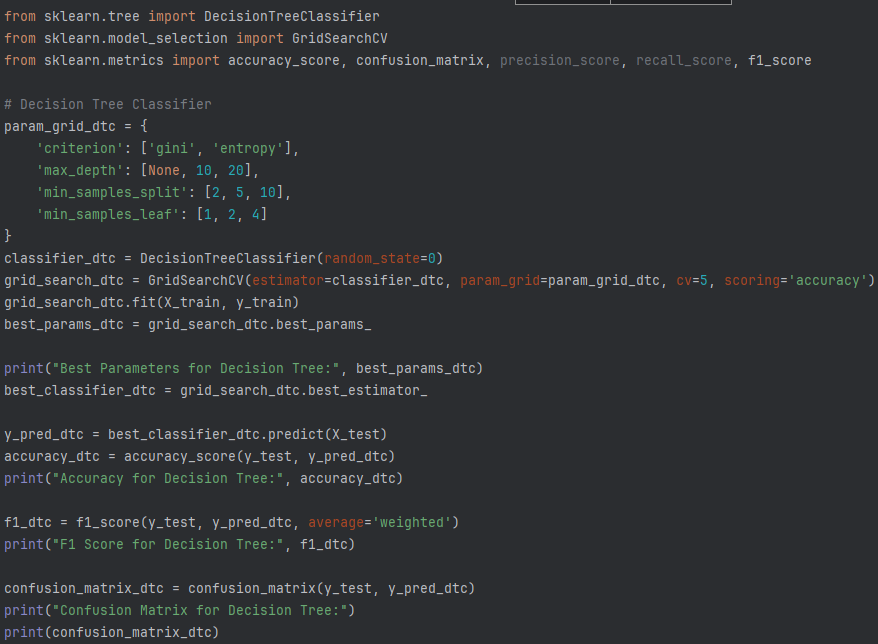 from sklearn.tree import DecisionTreeClassifier
from sklearn.model_selection import GridSearchCV
from sklearn.metrics import accuracy_score, confusion_matrix, precision_score, recall_score, f1_score

# Decision Tree Classifier
param_grid_dtc = {
    'criterion': ['gini', 'entropy'],
    'max_depth': [None, 10, 20],
    'min_samples_split': [2, 5, 10],
    'min_samples_leaf': [1, 2, 4]
}
classifier_dtc = DecisionTreeClassifier(random_state=0)
grid_search_dtc = GridSearchCV(estimator=classifier_dtc, param_grid=param_grid_dtc, cv=5, scoring='accuracy')
grid_search_dtc.fit(X_train, y_train)
best_params_dtc = grid_search_dtc.best_params_

print("Best Parameters for Decision Tree:", best_params_dtc)
best_classifier_dtc = grid_search_dtc.best_estimator_

y_pred_dtc = best_classifier_dtc.predict(X_test)
accuracy_dtc = accuracy_score(y_test, y_pred_dtc)
print("Accuracy for Decision Tree:", accuracy_dtc)

f1_dtc = f1_score(y_test, y_pred_dtc, average='weighted')
print("F1 Score for Decision Tree:", f1_dtc)

confusion_matrix_dtc = confusion_matrix(y_test, y_pred_dtc)
print("Confusion Matrix for Decision Tree:")
print(confusion_matrix_dtc)